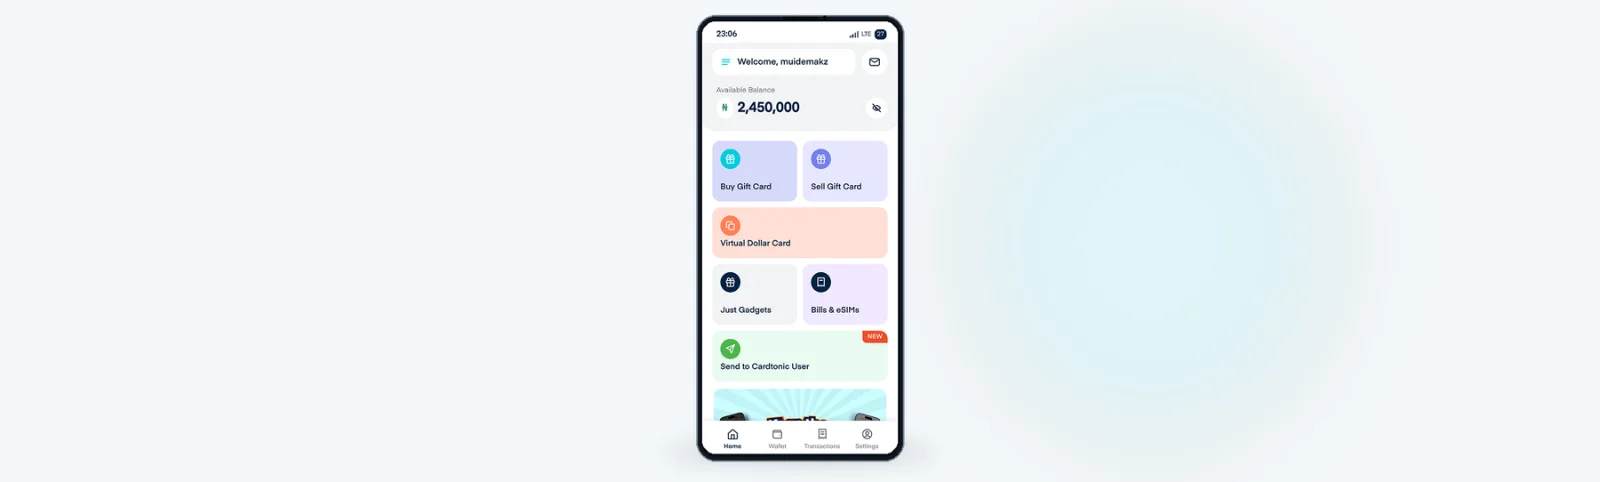 23:06 LTE 27
Welcome, muidemakz
Available Balance
₦ 2,450,000
Buy Gift Card
Sell Gift Card
Virtual Dollar Card
Just Gadgets
Bills & eSIMs
NEW
Send to Cardtonic User
Home Wallet Transactions Settings